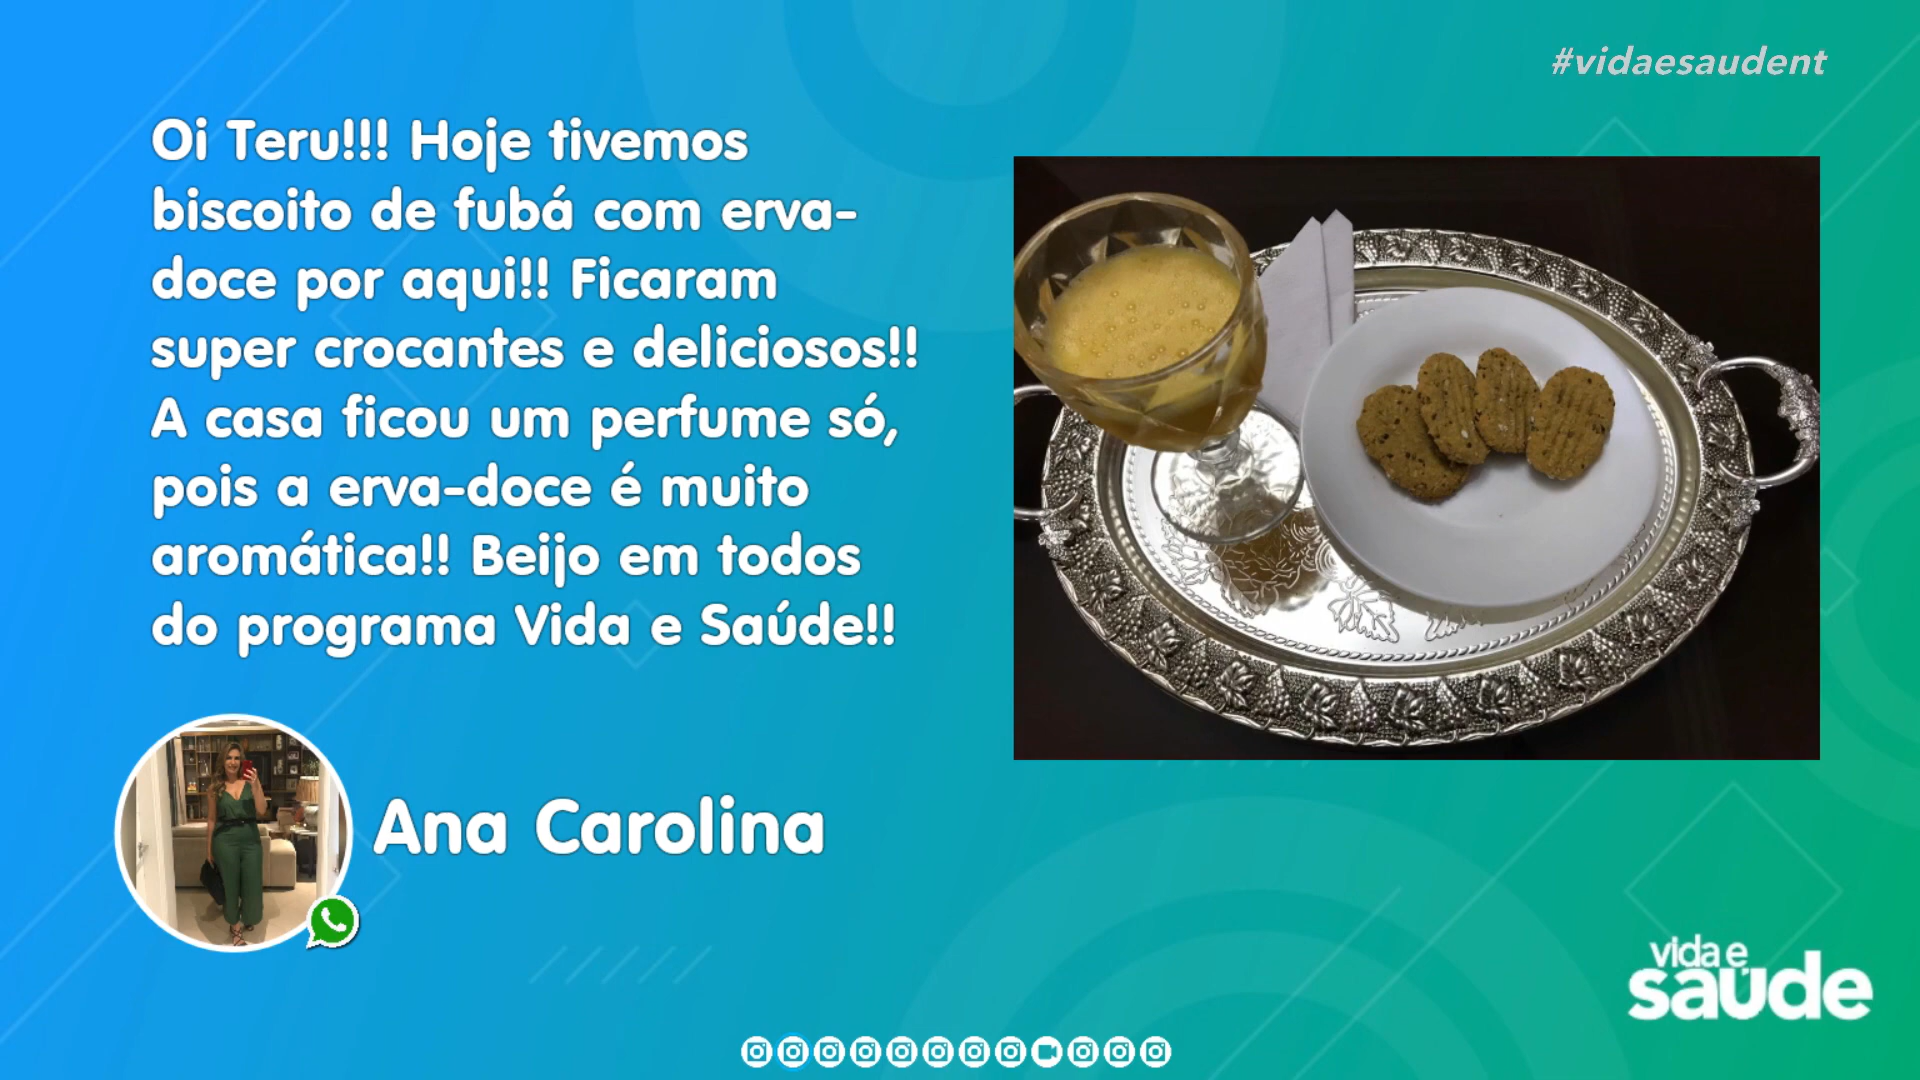 #vidaesaudent
Oi Teru!!! Hoje tivemos
biscoito de fubá com erva-
doce por aqui!! Ficaram
super crocantes e deliciosos!!
A casa ficou um perfume só,
pois a erva-doce é muito
aromática!! Beijo em todos
do programa Vida e Saúde!!
Ana Carolina
vida e
saúde